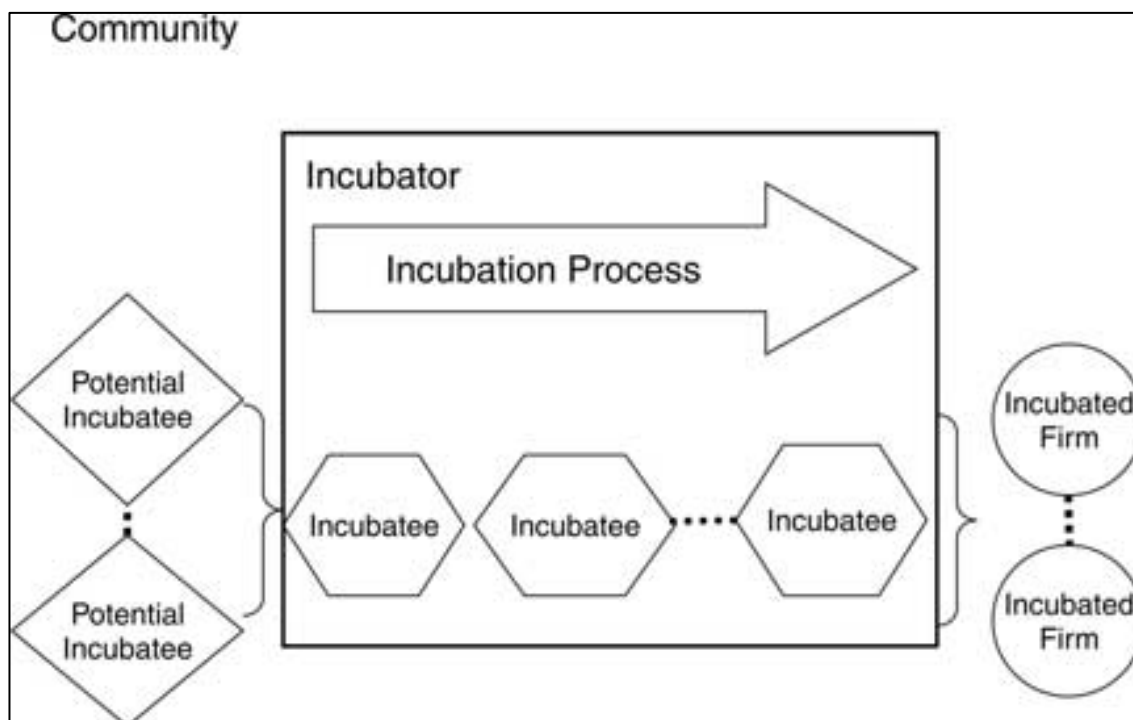 Community
Incubator
Incubation Process
Potential
Incubatee
Potential
Incubatee
Incubatee
Incubatee
Incubatee
Incubated
Firm
Incubated
Firm